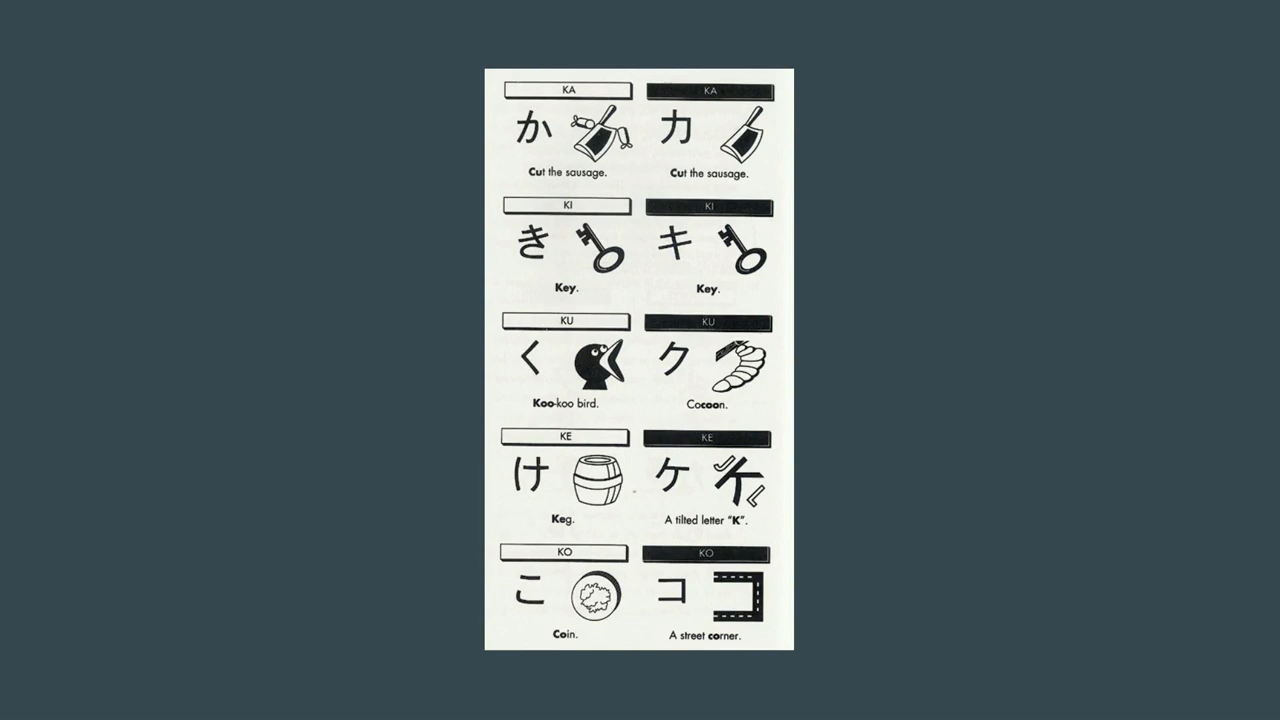 KA KA
か カ
Cut the sausage. Cut the sausage.
KI KI
き キ
Key. Key.
KU KU
く ク
Koo-koo bird. Cocoon.
KE KE
け ケ
Keg. A tilted letter “K”.
KO KO
こ コ
Coin. A street corner.